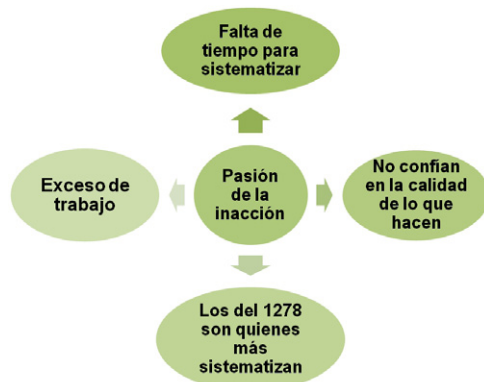 Falta de
tiempo para
sistematizar
Exceso de
trabajo
Pasión
de la
inacción
No confian
en la calidad
de lo que
hacen
Los del 1278
son quienes
más
sistematizan